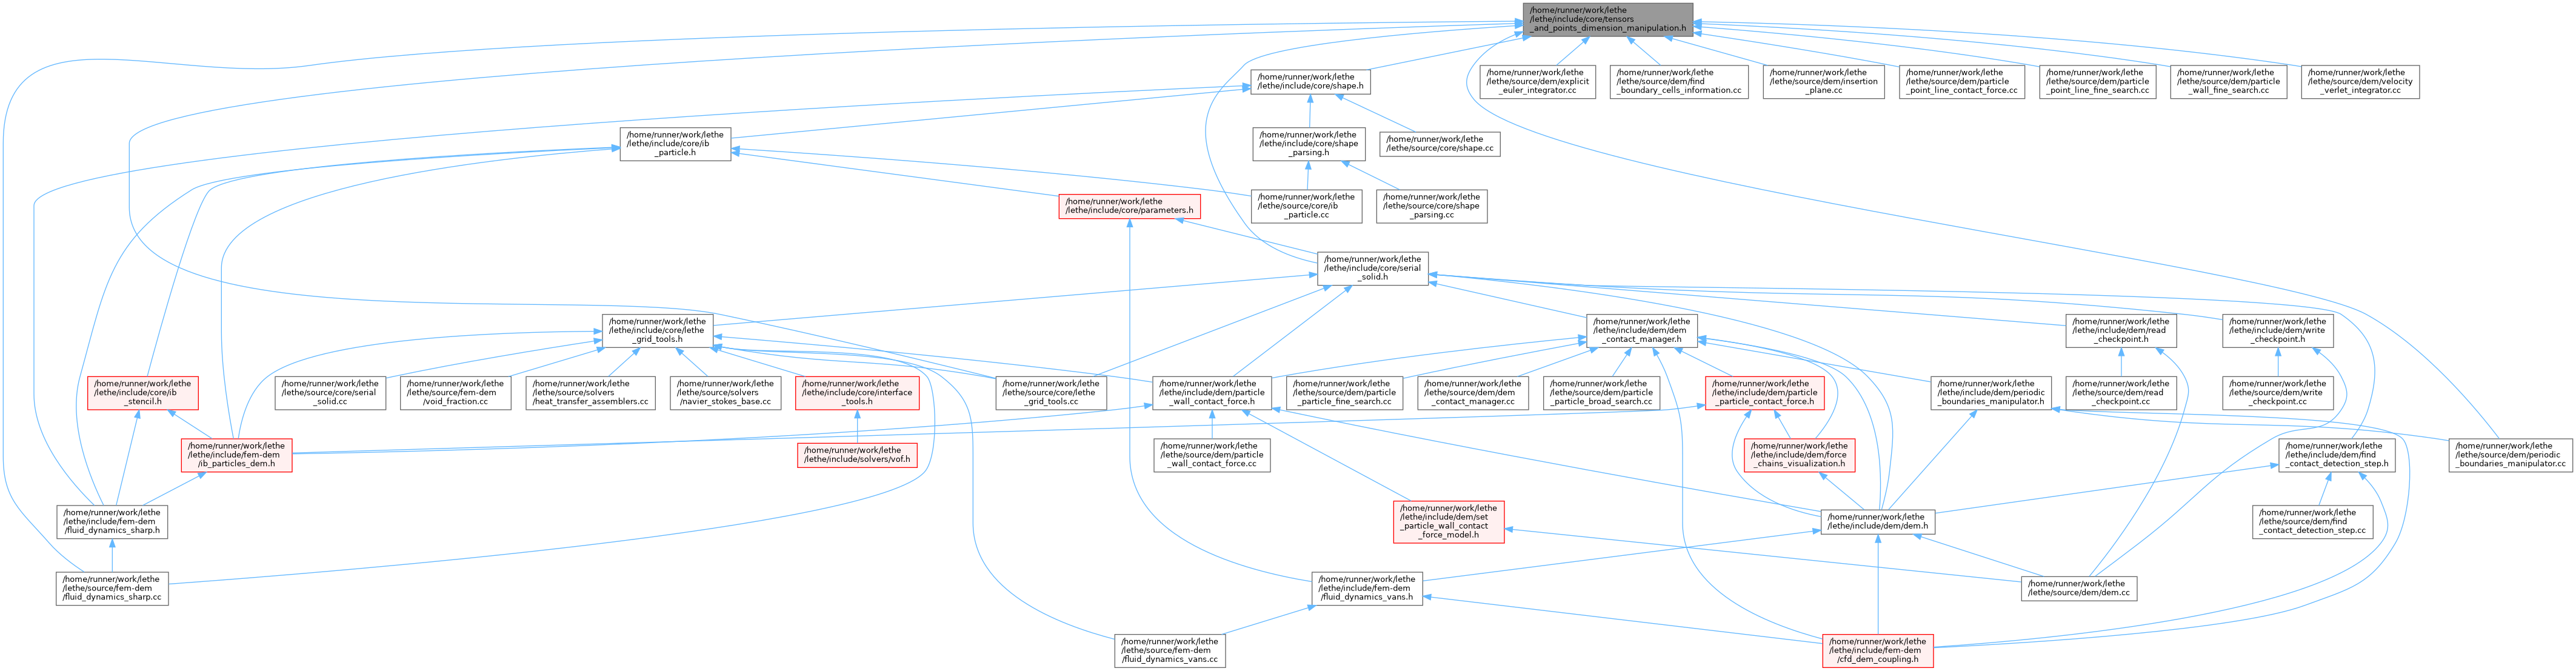 /home/runner/work/lethe
/lethe/include/core/tensors
_and_points_dimension_manipulation.h
/home/runner/work/lethe
/lethe/include/core/shape.h
/home/runner/work/lethe
/lethe/source/dem/explicit
_euler_integrator.cc
/home/runner/work/lethe
/lethe/source/dem/find
_boundary_cells_information.cc
/home/runner/work/lethe
/lethe/source/dem/insertion
_plane.cc
/home/runner/work/lethe
/lethe/source/dem/particle
_point_line_contact_force.cc
/home/runner/work/lethe
/lethe/source/dem/particle
_point_line_fine_search.cc
/home/runner/work/lethe
/lethe/source/dem/particle
_wall_fine_search.cc
/home/runner/work/lethe
/lethe/source/dem/velocity
_verlet_integrator.cc
/home/runner/work/lethe
/lethe/include/core/ib
_particle.h
/home/runner/work/lethe
/lethe/include/core/shape
_parsing.h
/home/runner/work/lethe
/lethe/source/core/shape.cc
/home/runner/work/lethe
/lethe/include/core/parameters.h
/home/runner/work/lethe
/lethe/source/core/ib
_particle.cc
/home/runner/work/lethe
/lethe/source/core/shape
_parsing.cc
/home/runner/work/lethe
/lethe/include/core/serial
_solid.h
/home/runner/work/lethe
/lethe/include/core/lethe
_grid_tools.h
/home/runner/work/lethe
/lethe/include/dem/dem
_contact_manager.h
/home/runner/work/lethe
/lethe/include/dem/read
_checkpoint.h
/home/runner/work/lethe
/lethe/include/dem/write
_checkpoint.h
/home/runner/work/lethe
/lethe/include/core/ib
_stencil.h
/home/runner/work/lethe
/lethe/source/core/serial
_solid.cc
/home/runner/work/lethe
/lethe/source/fem-dem
/void_fraction.cc
/home/runner/work/lethe
/lethe/source/solvers
/heat_transfer_assemblers.cc
/home/runner/work/lethe
/lethe/source/solvers
/navier_stokes_base.cc
/home/runner/work/lethe
/lethe/include/core/interface
_tools.h
/home/runner/work/lethe
/lethe/source/core/lethe
_grid_tools.cc
/home/runner/work/lethe
/lethe/include/dem/particle
_wall_contact_force.h
/home/runner/work/lethe
/lethe/source/dem/particle
_particle_fine_search.cc
/home/runner/work/lethe
/lethe/source/dem/dem
_contact_manager.cc
/home/runner/work/lethe
/lethe/source/dem/particle
_particle_broad_search.cc
/home/runner/work/lethe
/lethe/include/dem/particle
_particle_contact_force.h
/home/runner/work/lethe
/lethe/include/dem/periodic
_boundaries_manipulator.h
/home/runner/work/lethe
/lethe/source/dem/read
_checkpoint.cc
/home/runner/work/lethe
/lethe/source/dem/write
_checkpoint.cc
/home/runner/work/lethe
/lethe/include/fem-dem
/ib_particles_dem.h
/home/runner/work/lethe
/lethe/include/solvers/vof.h
/home/runner/work/lethe
/lethe/source/dem/particle
_wall_contact_force.cc
/home/runner/work/lethe
/lethe/include/dem/force
_chains_visualization.h
/home/runner/work/lethe
/lethe/include/dem/find
_contact_detection_step.h
/home/runner/work/lethe
/lethe/source/dem/periodic
_boundaries_manipulator.cc
/home/runner/work/lethe
/lethe/include/fem-dem
/fluid_dynamics_sharp.h
/home/runner/work/lethe
/lethe/include/dem/set
_particle_wall_contact
_force_model.h
/home/runner/work/lethe
/lethe/include/dem/dem.h
/home/runner/work/lethe
/lethe/source/dem/find
_contact_detection_step.cc
/home/runner/work/lethe
/lethe/source/fem-dem
/fluid_dynamics_sharp.cc
/home/runner/work/lethe
/lethe/include/fem-dem
/fluid_dynamics_vans.h
/home/runner/work/lethe
/lethe/source/dem/dem.cc
/home/runner/work/lethe
/lethe/source/fem-dem
/fluid_dynamics_vans.cc
/home/runner/work/lethe
/lethe/include/fem-dem
/cfd_dem_coupling.h